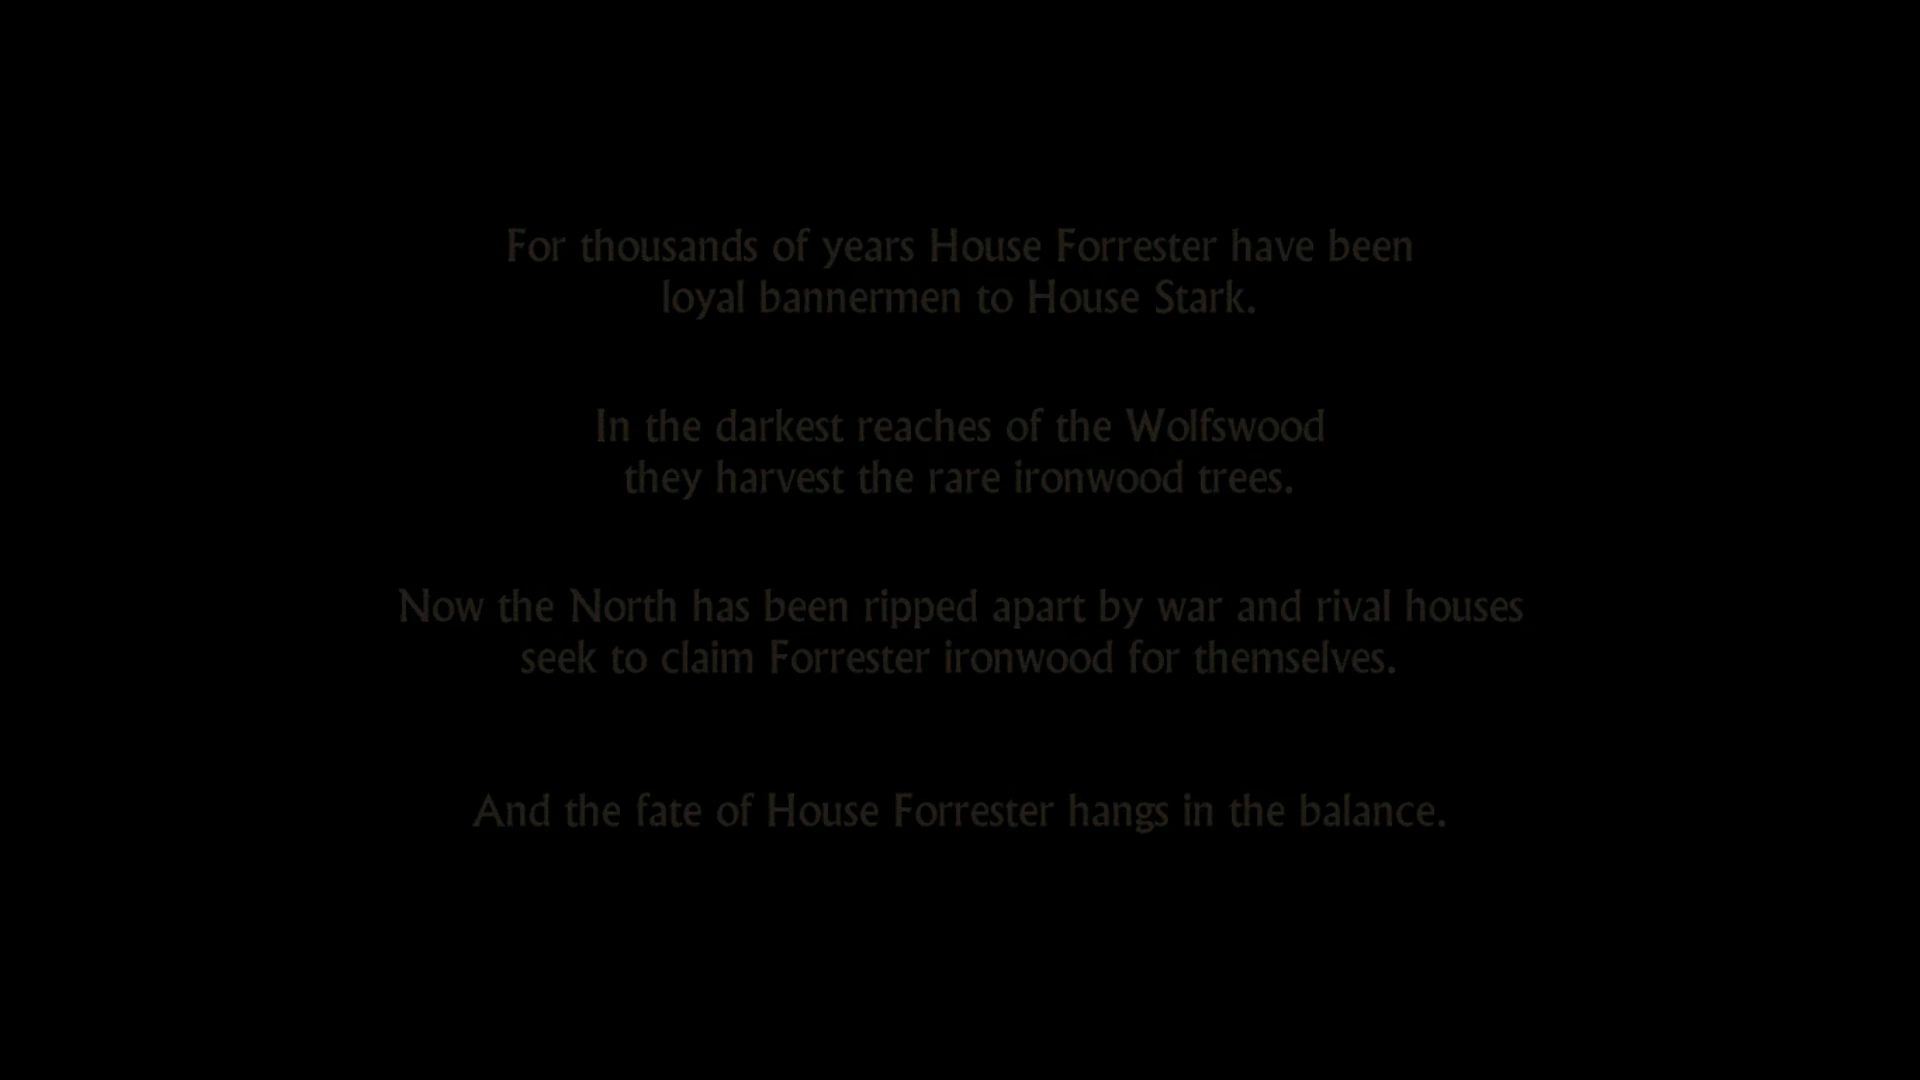 For thousands of years House Forrester have been
loyal bannermen to House Stark.
In the darkest reaches of the Wolfswood
they harvest the rare ironwood trees.
Now the North has been ripped apart by war and rival houses
seek to claim Forrester ironwood for themselves.
And the fate of House Forrester hangs in the balance.